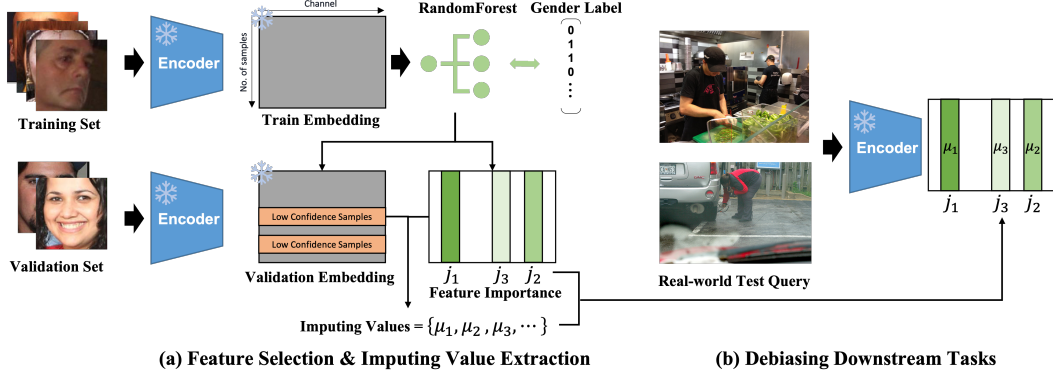 Channel
RandomForest
Gender Label
No. of samples
Encoder
0
1
1
0
⋮
Training Set
Train Embedding
Encoder
Low Confidence Samples
Low Confidence Samples
Validation Set
Validation Embedding
j₁ j₃ j₂
Feature Importance
Imputing Values = {μ₁, μ₂, μ₃, ⋯}
(a) Feature Selection & Imputing Value Extraction
Encoder
μ₁ μ₃ μ₂
j₁ j₃ j₂
Real-world Test Query
(b) Debiasing Downstream Tasks